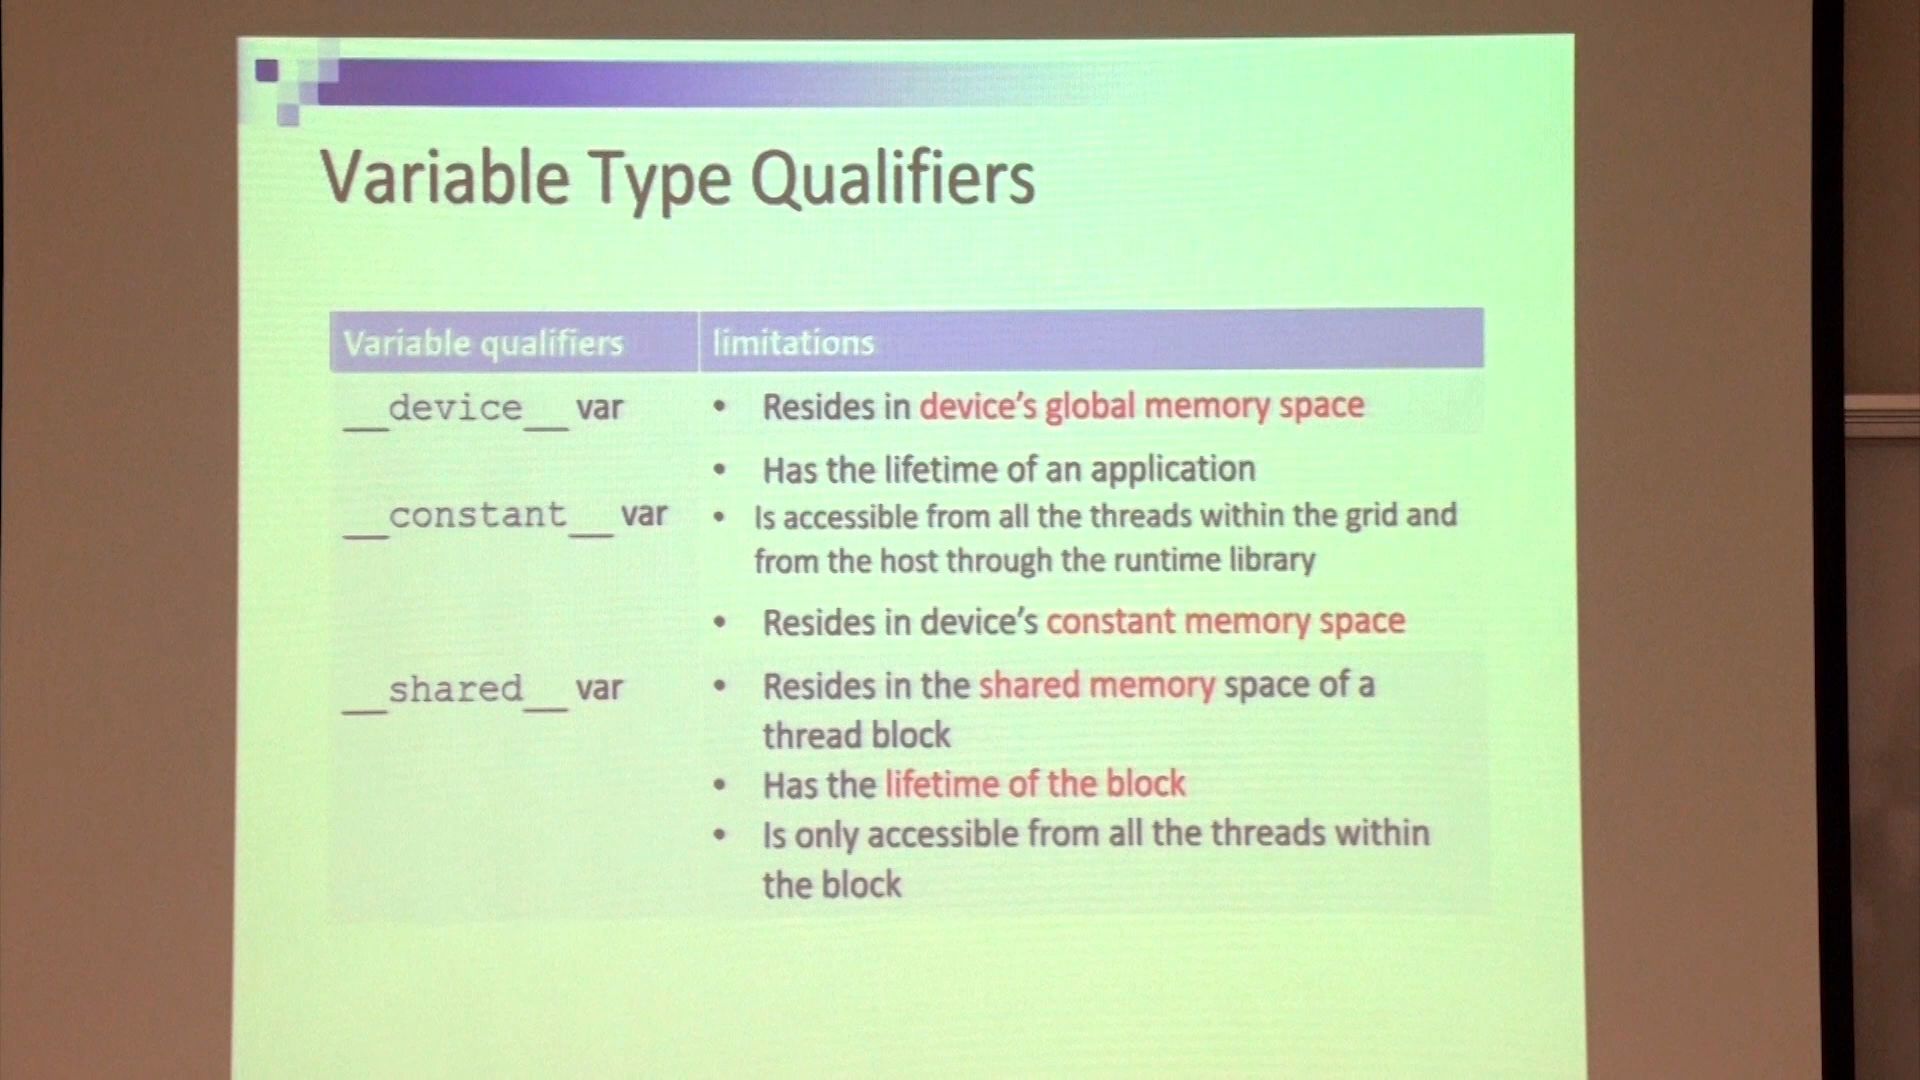 Variable Type Qualifiers
Variable qualifiers limitations
__device__ var • Resides in device's global memory space
• Has the lifetime of an application
__constant__ var • Is accessible from all the threads within the grid and
from the host through the runtime library
• Resides in device's constant memory space
__shared__ var • Resides in the shared memory space of a
thread block
• Has the lifetime of the block
• Is only accessible from all the threads within
the block